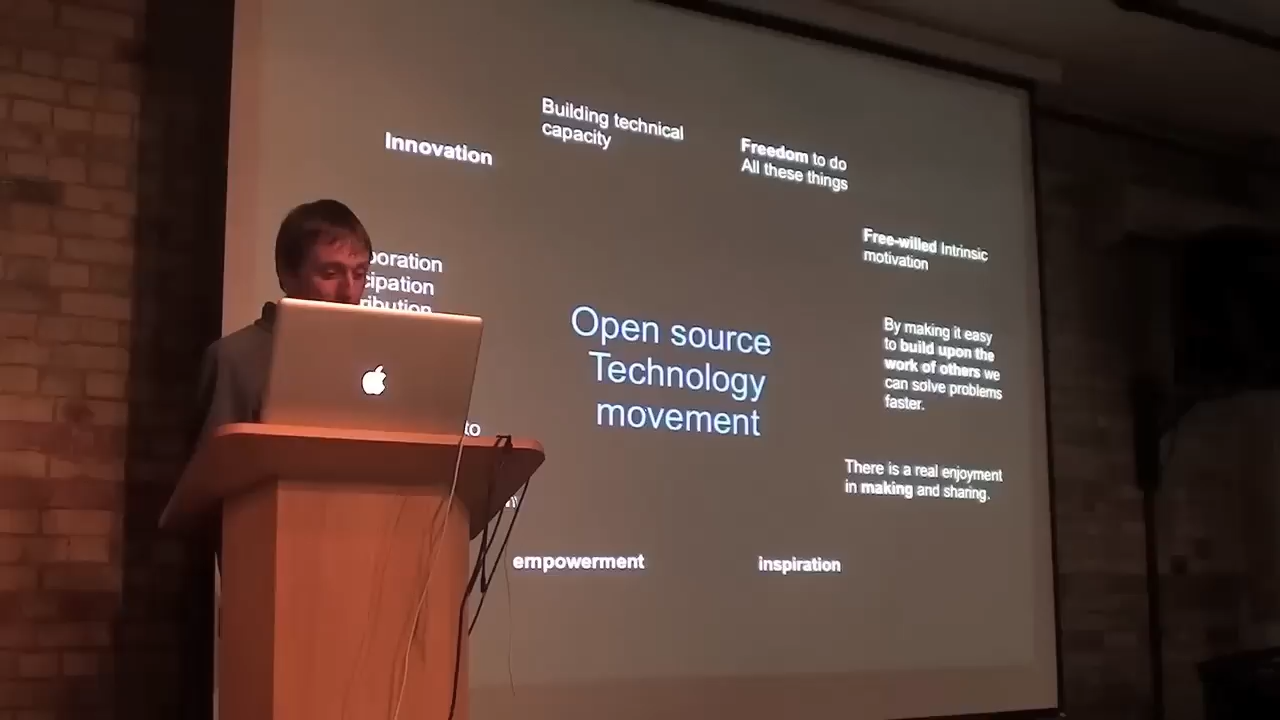 Building technical
capacity
Innovation
Freedom to do
All these things
Free-willed Intrinsic
motivation
Open source
Technology
movement
By making it easy
to build upon the
work of others we
can solve problems
faster.
to
There is a real enjoyment
in making and sharing.
empowerment
inspiration